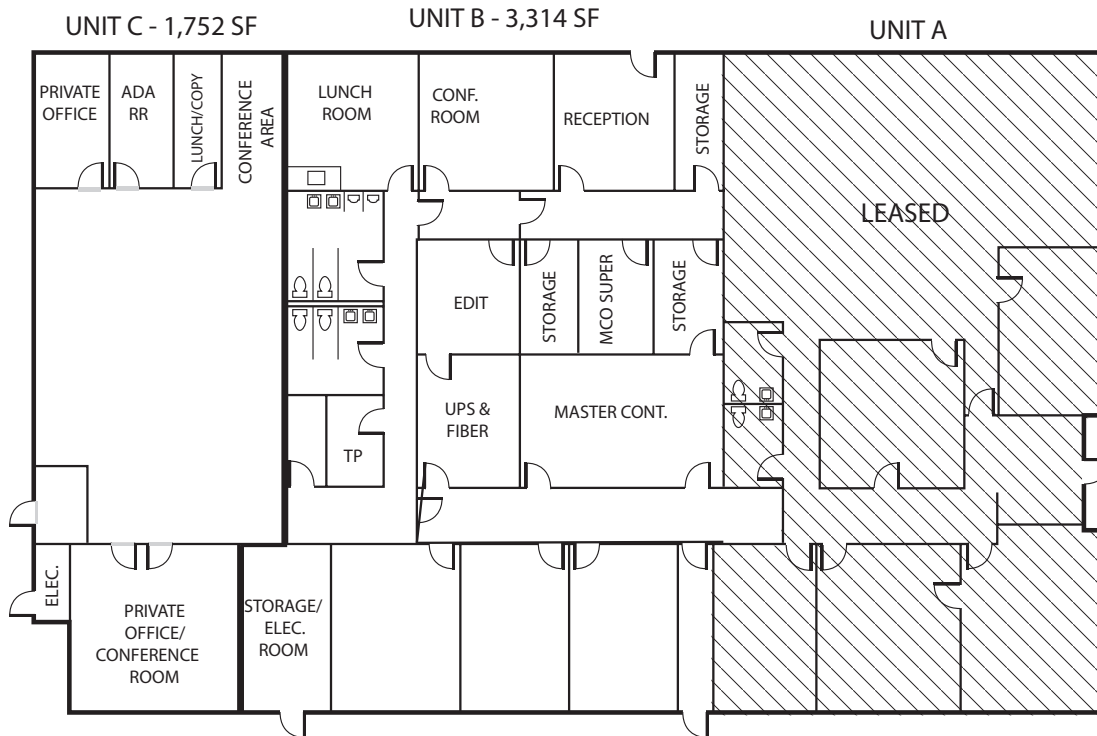 UNIT C - 1,752 SF
UNIT B - 3,314 SF
UNIT A
PRIVATE
OFFICE
ADA
RR
LUNCH/COPY
CONFERENCE
AREA
LUNCH
ROOM
CONF.
ROOM
RECEPTION
STORAGE
LEASED
EDIT
STORAGE
MCO SUPER
STORAGE
UPS &
FIBER
MASTER CONT.
TP
ELEC.
PRIVATE
OFFICE/
CONFERENCE
ROOM
STORAGE/
ELEC.
ROOM